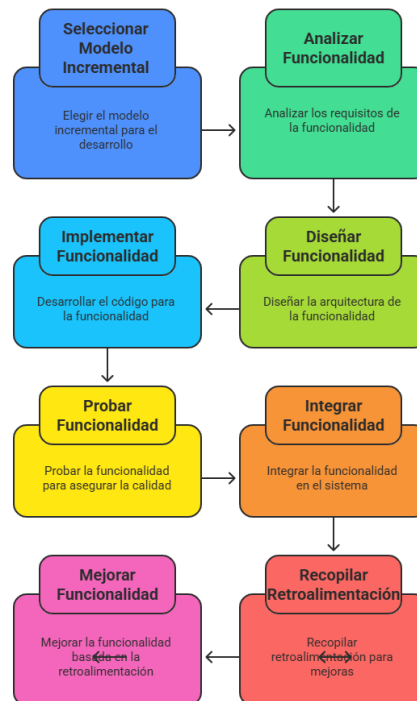 Seleccionar
Modelo
Incremental
Elegir el modelo
incremental para el
desarrollo
Analizar
Funcionalidad
Analizar los requisitos de
la funcionalidad
Diseñar
Funcionalidad
Diseñar la arquitectura de
la funcionalidad
Implementar
Funcionalidad
Desarrollar el código para
la funcionalidad
Probar
Funcionalidad
Probar la funcionalidad
para asegurar la calidad
Integrar
Funcionalidad
Integrar la funcionalidad
en el sistema
Recopilar
Retroalimentación
Recopilar
retroalimentación para
mejoras
Mejorar
Funcionalidad
Mejorar la funcionalidad
basada en la
retroalimentación